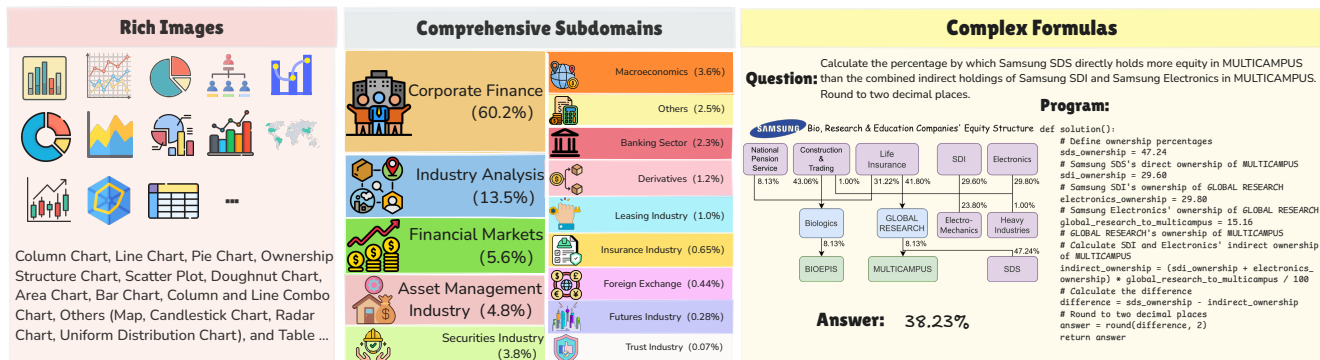 Rich Images
Column Chart, Line Chart, Pie Chart, Ownership
Structure Chart, Scatter Plot, Doughnut Chart,
Area Chart, Bar Chart, Column and Line Combo
Chart, Others (Map, Candlestick Chart, Radar
Chart, Uniform Distribution Chart), and Table ...
Comprehensive Subdomains
Corporate Finance
(60.2%)
Industry Analysis
(13.5%)
Financial Markets
(5.6%)
Asset Management
Industry (4.8%)
Securities Industry
(3.8%)
Macroeconomics (3.6%)
Others (2.5%)
Banking Sector (2.3%)
Derivatives (1.2%)
Leasing Industry (1.0%)
Insurance Industry (0.65%)
Foreign Exchange (0.44%)
Futures Industry (0.28%)
Trust Industry (0.07%)
Complex Formulas
Question:
Calculate the percentage by which Samsung SDS directly holds more equity in MULTICAMPUS
than the combined indirect holdings of Samsung SDI and Samsung Electronics in MULTICAMPUS.
Round to two decimal places.
SAMSUNG Bio, Research & Education Companies' Equity Structure
National
Pension
Service
Construction
&
Trading
Life
Insurance
SDI
Electronics
8.13% 43.06% 1.00% 31.22% 41.80% 29.60% 29.80%
23.80% 1.00%
Biologics
GLOBAL
RESEARCH
Electro-
Mechanics
Heavy
Industries
8.13% 8.13% 47.24%
BIOEPIS
MULTICAMPUS
SDS
Answer: 38.23%
Program:
def solution():
# Define ownership percentages
sds_ownership = 47.24
# Samsung SDS's direct ownership of MULTICAMPUS
sdi_ownership = 29.60
# Samsung SDI's ownership of GLOBAL RESEARCH
electronics_ownership = 29.80
# Samsung Electronics' ownership of GLOBAL RESEARCH
global_research_to_multicampus = 15.16
# GLOBAL RESEARCH's ownership of MULTICAMPUS
# Calculate SDI and Electronics' indirect ownership
of MULTICAMPUS
indirect_ownership = (sdi_ownership + electronics_
ownership) * global_research_to_multicampus / 100
# Calculate the difference
difference = sds_ownership - indirect_ownership
# Round to two decimal places
answer = round(difference, 2)
return answer